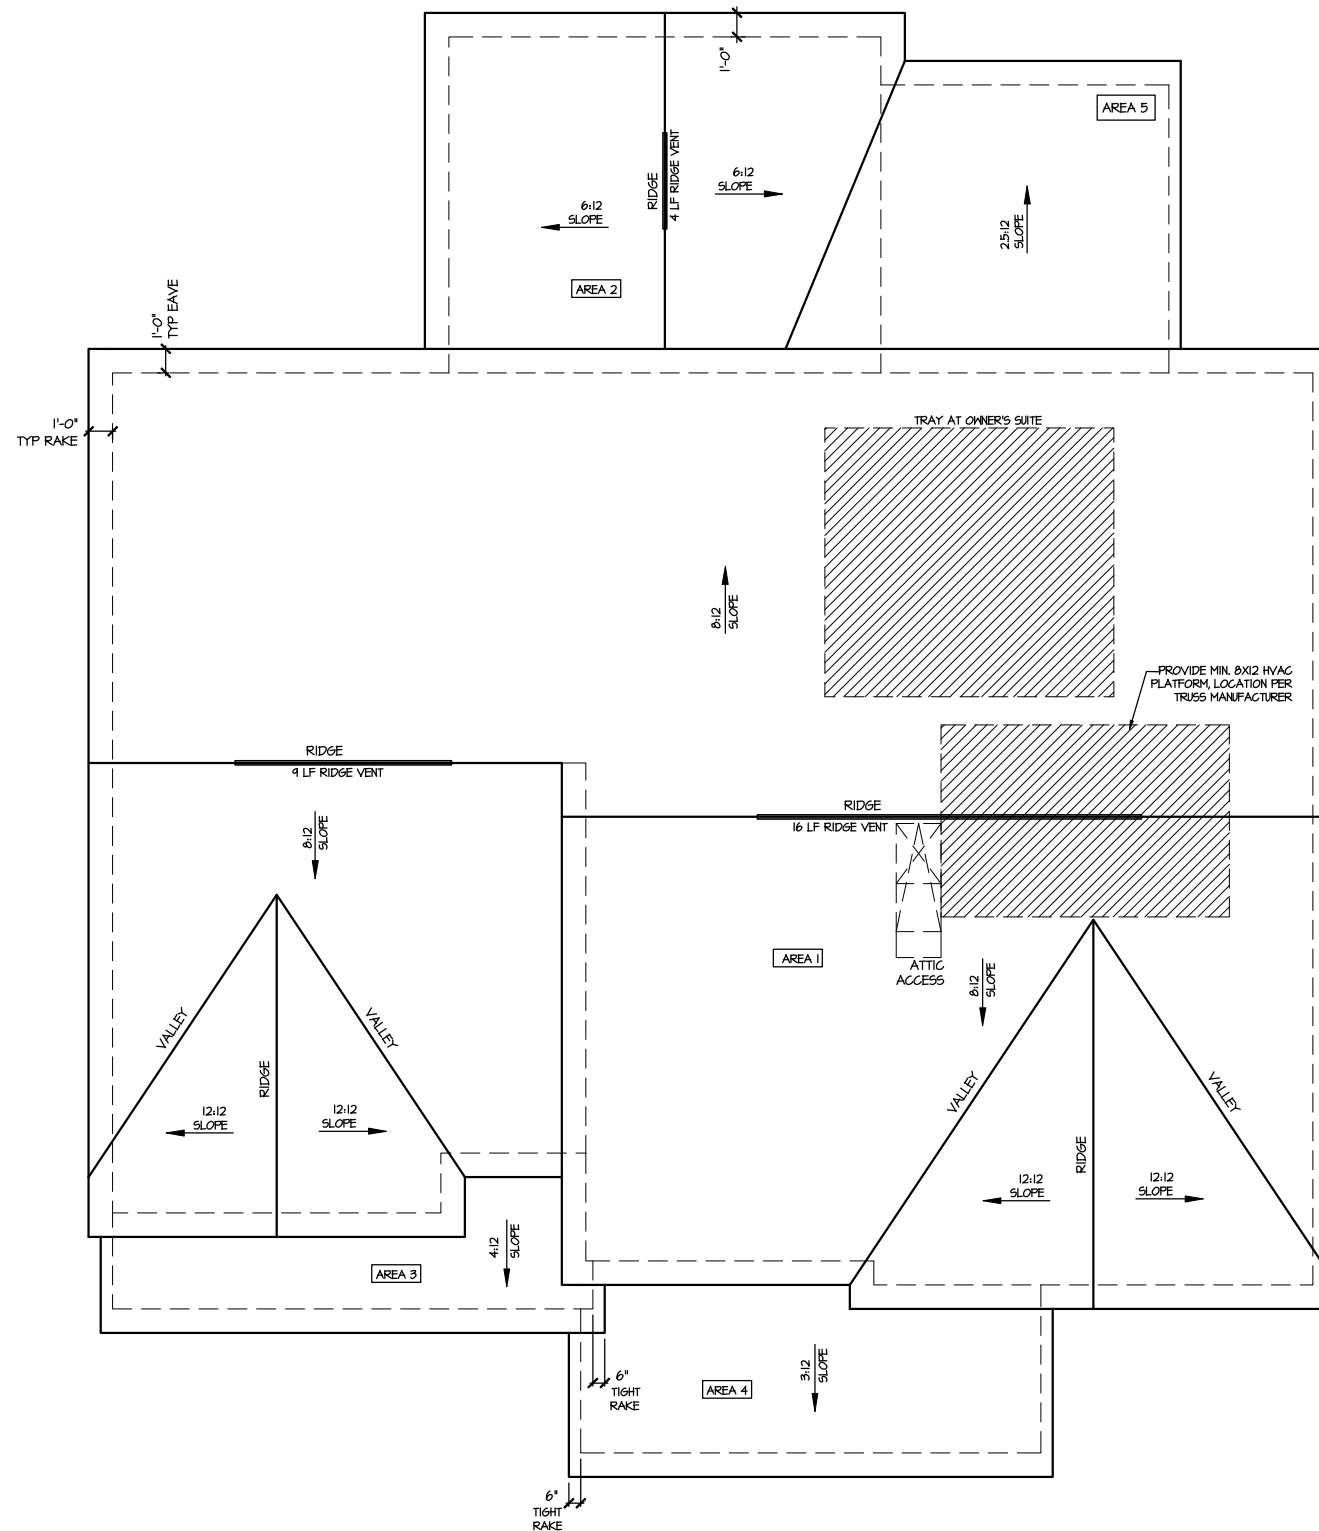 1'-0"
AREA 5
RIDGE
4 LF RIDGE VENT
6:12
SLOPE
6:12
SLOPE
2.5:12
SLOPE
AREA 2
1'-0"
TYP EAVE
1'-0"
TYP RAKE
TRAY AT OWNER'S SUITE
8:12
SLOPE
PROVIDE MIN. 8X12 HVAC
PLATFORM, LOCATION PER
TRUSS MANUFACTURER
RIDGE
9 LF RIDGE VENT
RIDGE
16 LF RIDGE VENT
8:12
SLOPE
AREA 1
ATTIC
ACCESS
8:12
SLOPE
VALLEY
VALLEY
RIDGE
12:12
SLOPE
12:12
SLOPE
VALLEY
VALLEY
RIDGE
12:12
SLOPE
12:12
SLOPE
4:12
SLOPE
AREA 3
3:12
SLOPE
AREA 4
6"
TIGHT
RAKE
6"
TIGHT
RAKE